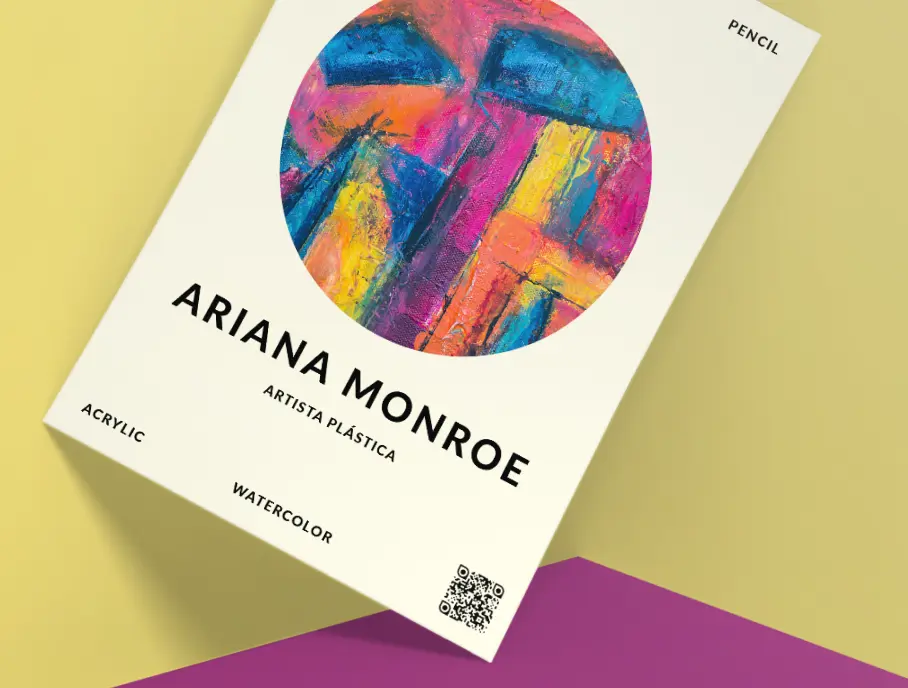 PENCIL
ARIANA MONROE
ARTISTA PLÁSTICA
ACRYLIC
WATERCOLOR